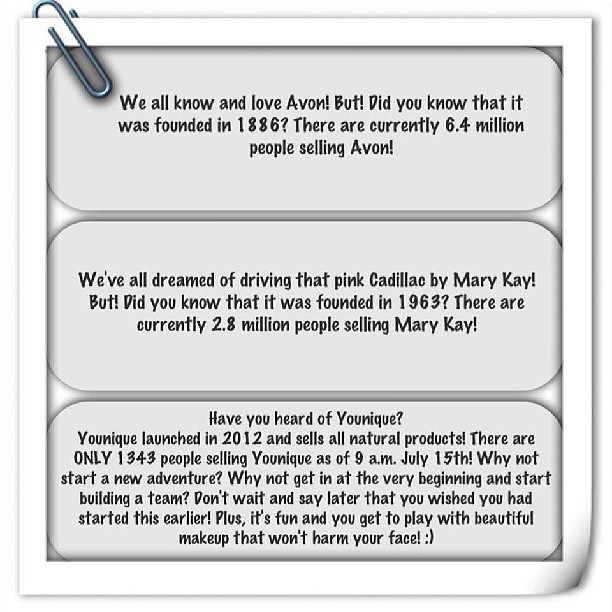 We all know and love Avon! But! Did you know that it
was founded in 1886? There are currently 6.4 million
people selling Avon!
We've all dreamed of driving that pink Cadillac by Mary Kay!
But! Did you know that it was founded in 1963? There are
currently 2.8 million people selling Mary Kay!
Have you heard of Younique?
Younique launched in 2012 and sells all natural products! There are
ONLY 1343 people selling Younique as of 9 a.m. July 15th! Why not
start a new adventure? Why not get in at the very beginning and start
building a team? Don't wait and say later that you wished you had
started this earlier! Plus, it's fun and you get to play with beautiful
makeup that won't harm your face! :)